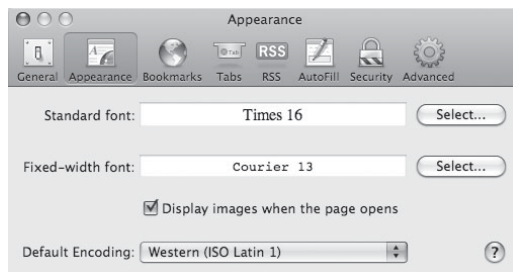 Appearance
General Appearance Bookmarks Tabs RSS AutoFill Security Advanced
Standard font: Times 16 Select...
Fixed-width font: Courier 13 Select...
Display images when the page opens
Default Encoding: Western (ISO Latin 1) ?